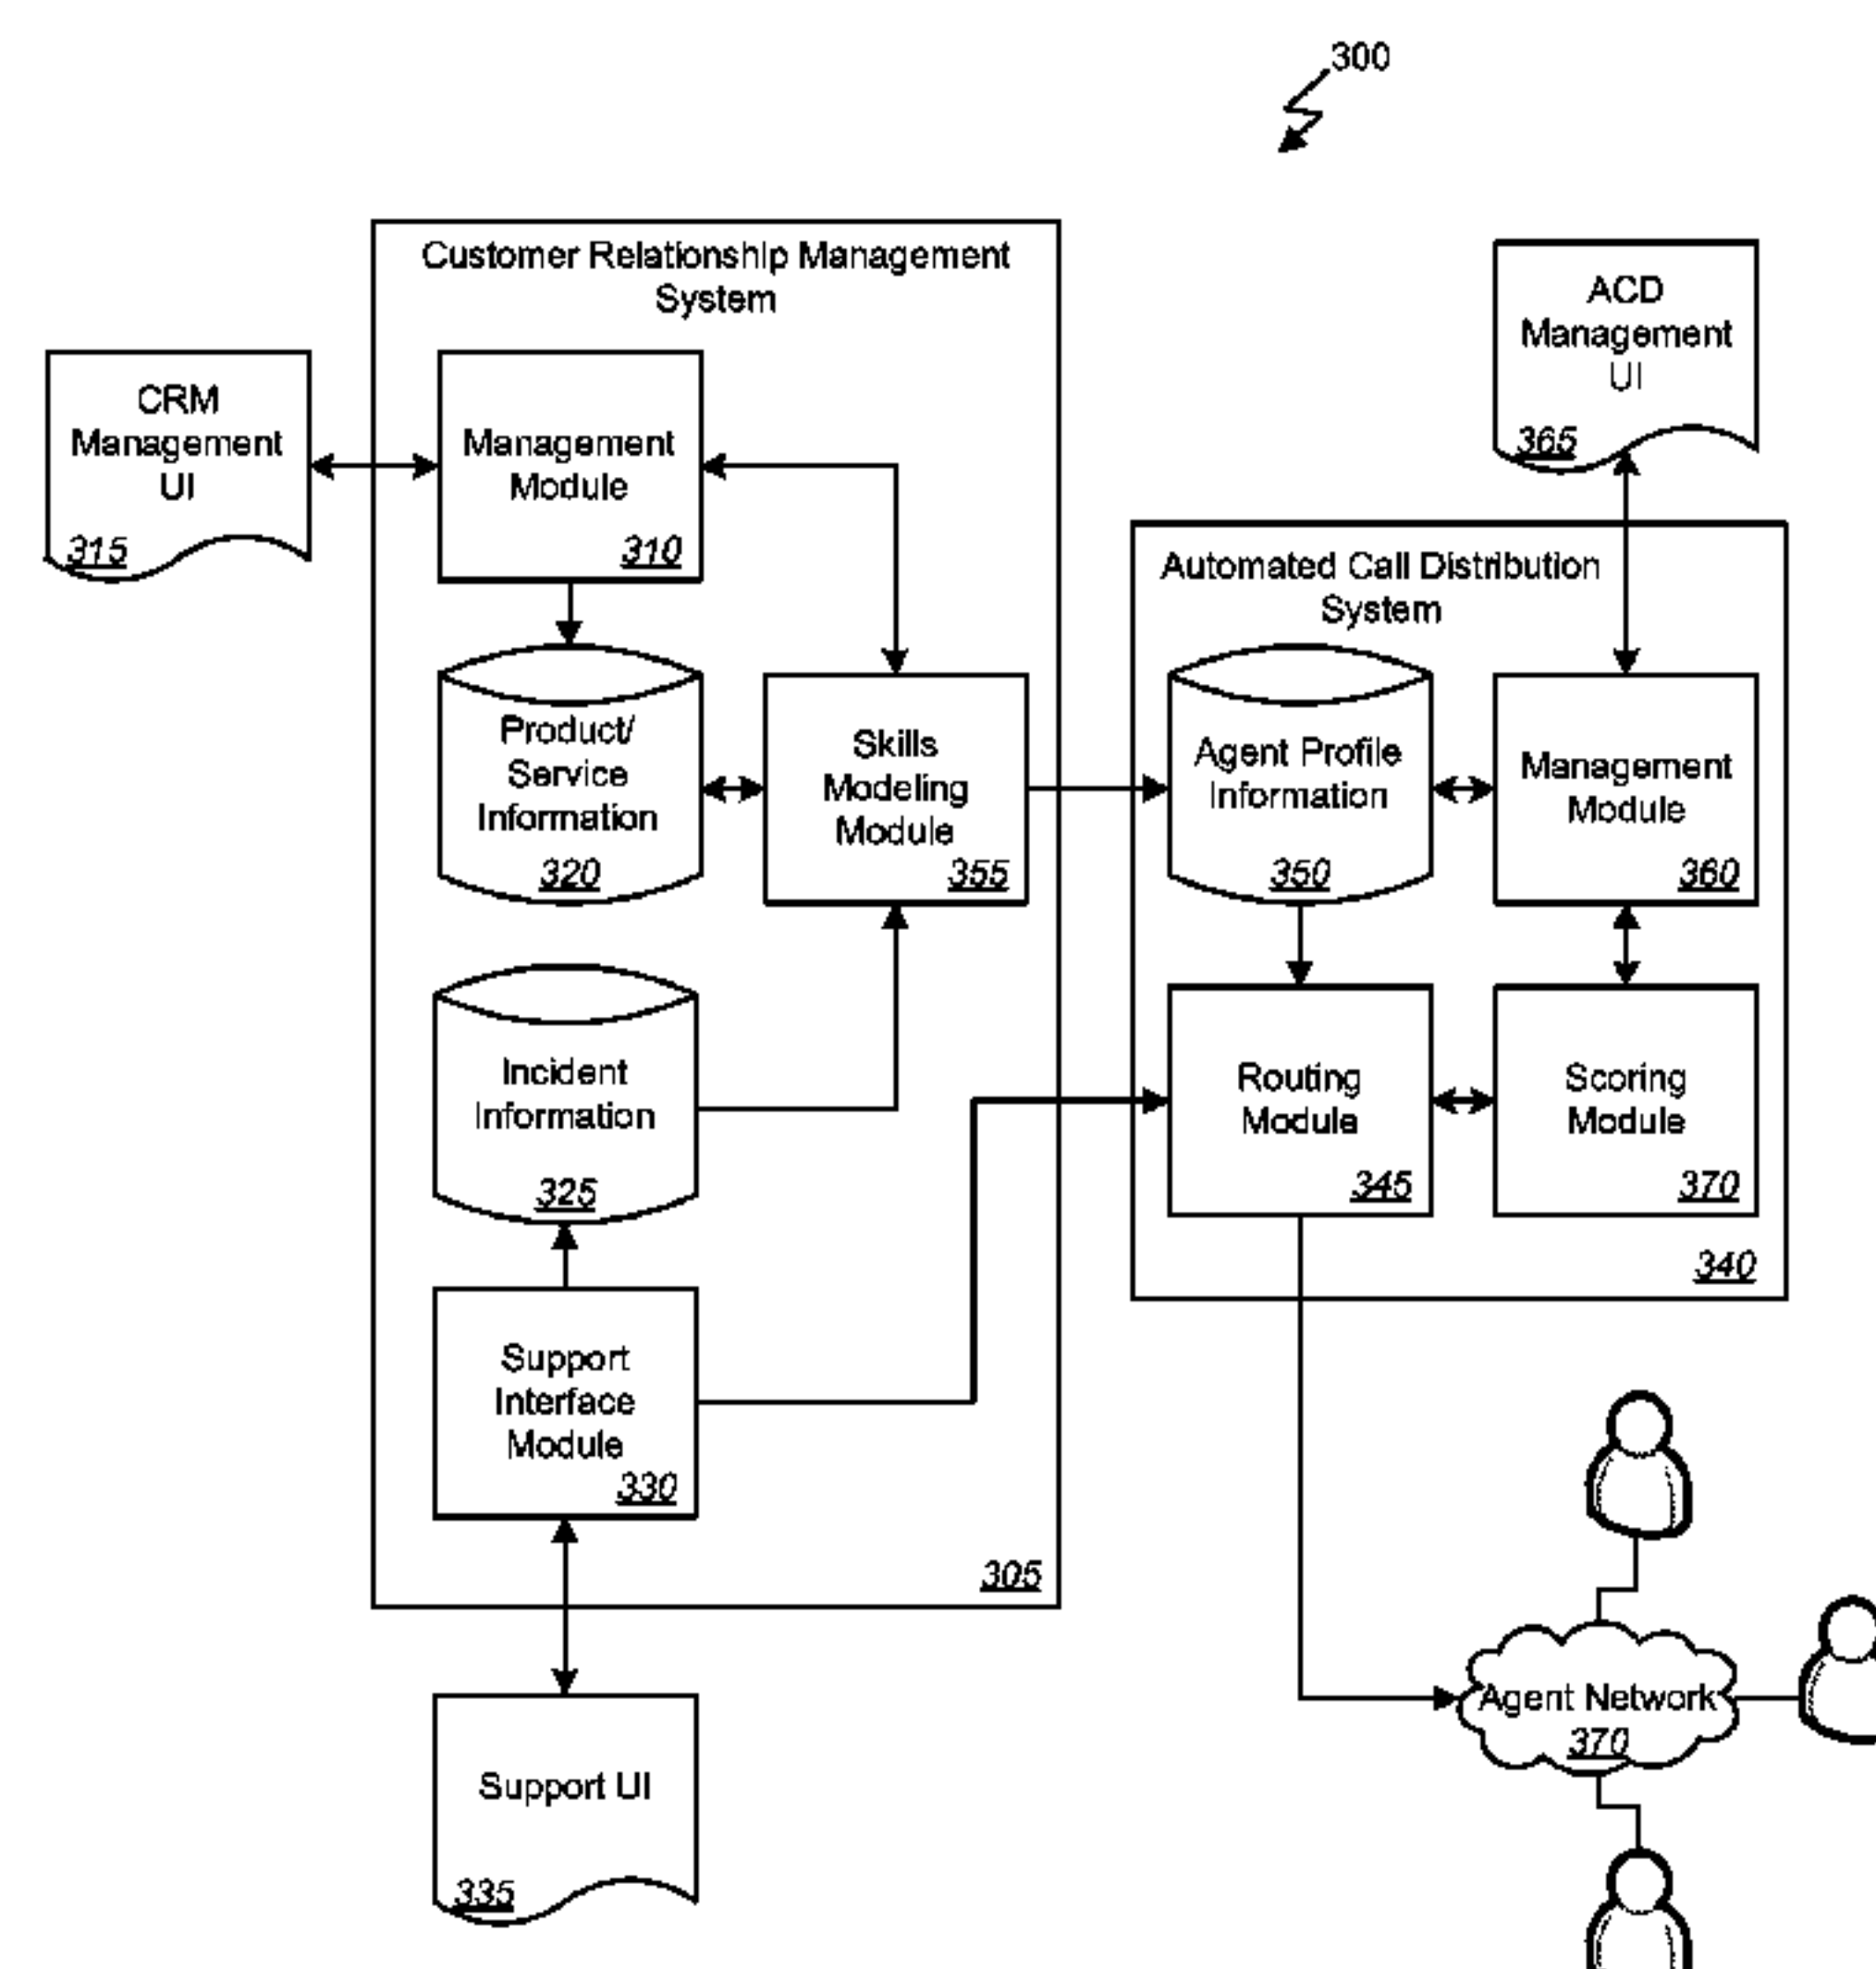 300
Customer Relationship Management
System
CRM
Management
UI
315
Management
Module
310
Product/
Service
Information
320
Skills
Modeling
Module
355
Incident
Information
325
Support
Interface
Module
330
305
Support UI
335
ACD
Management
UI
365
Automated Call Distribution
System
Agent Profile
Information
350
Management
Module
360
Routing
Module
345
Scoring
Module
370
340
Agent Network
370